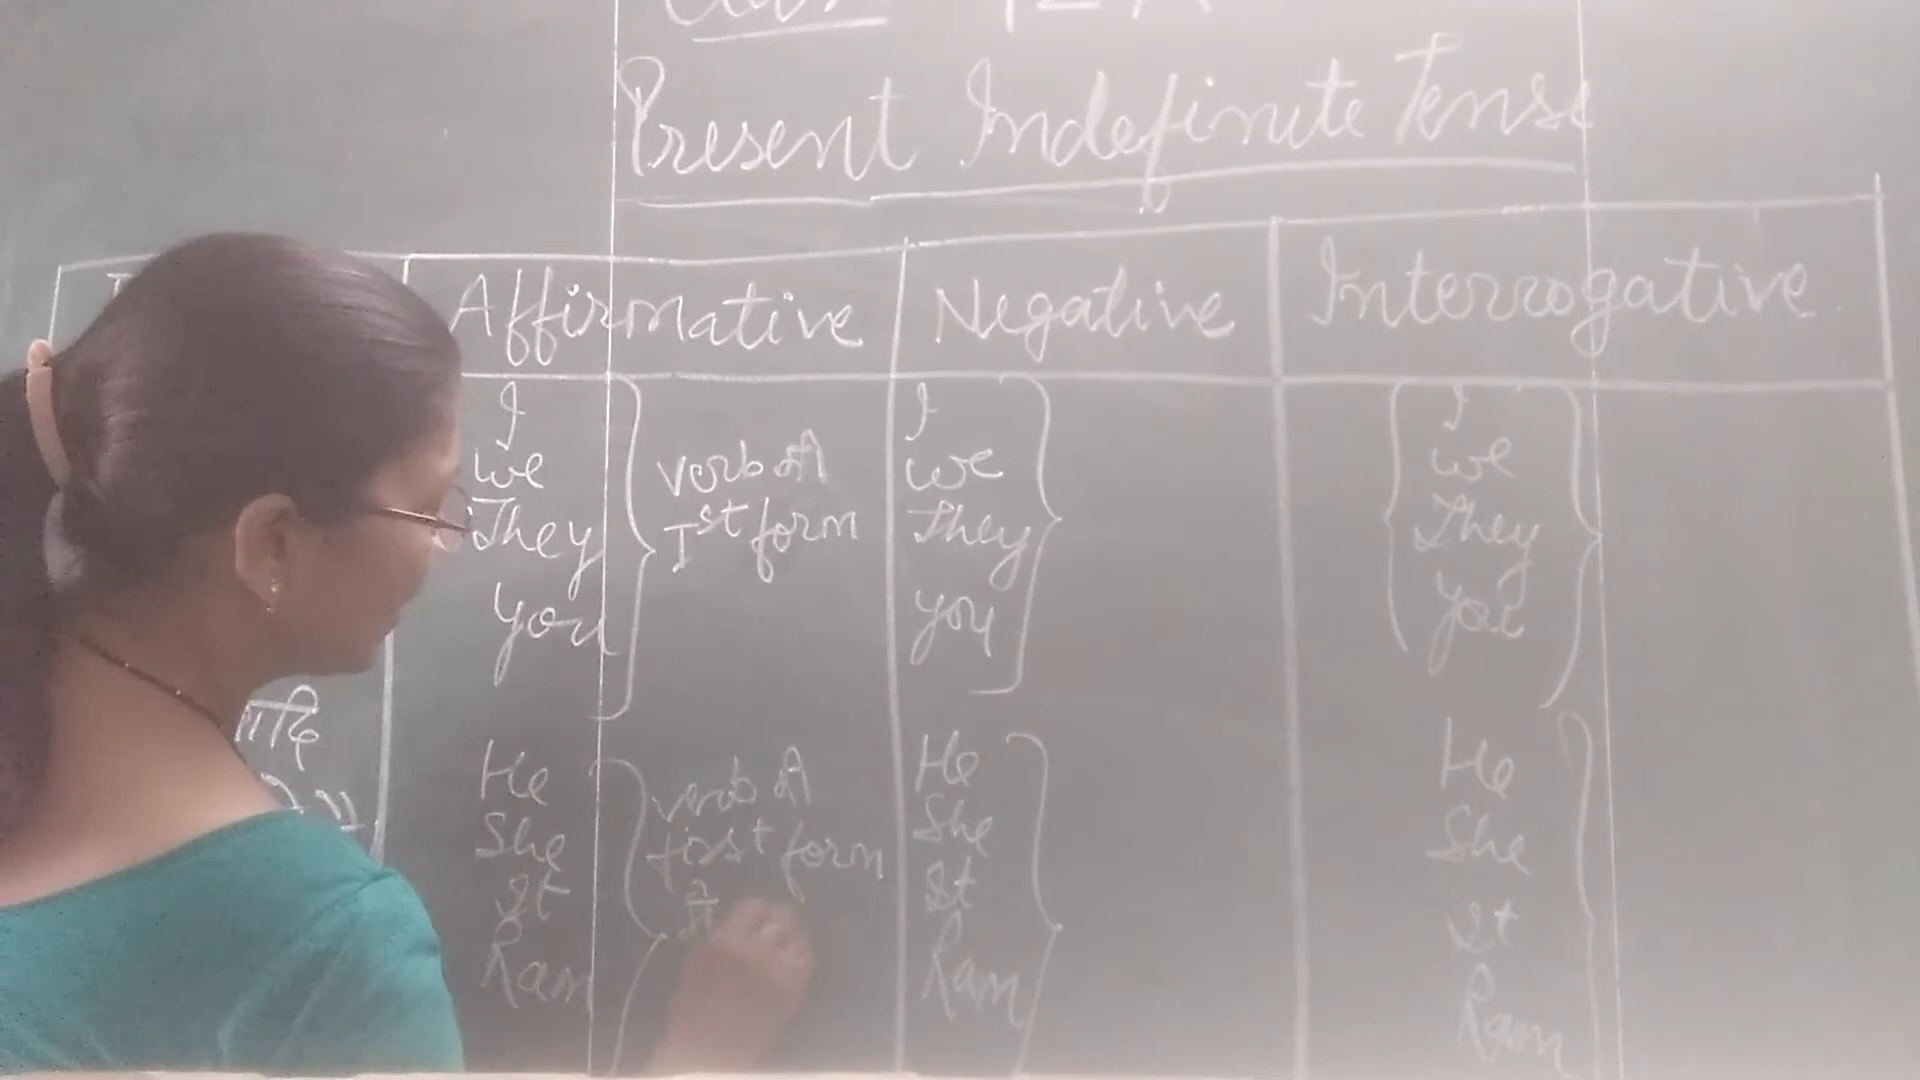 Present Indefinite Tense
Affirmative Negative Interrogative
I
we
They
you
verb की
Ist form
I
we
They
you
I
we
They
you
He
She
It
Ram
verb की
first form
में
He
She
It
Ram
He
She
It
Ram